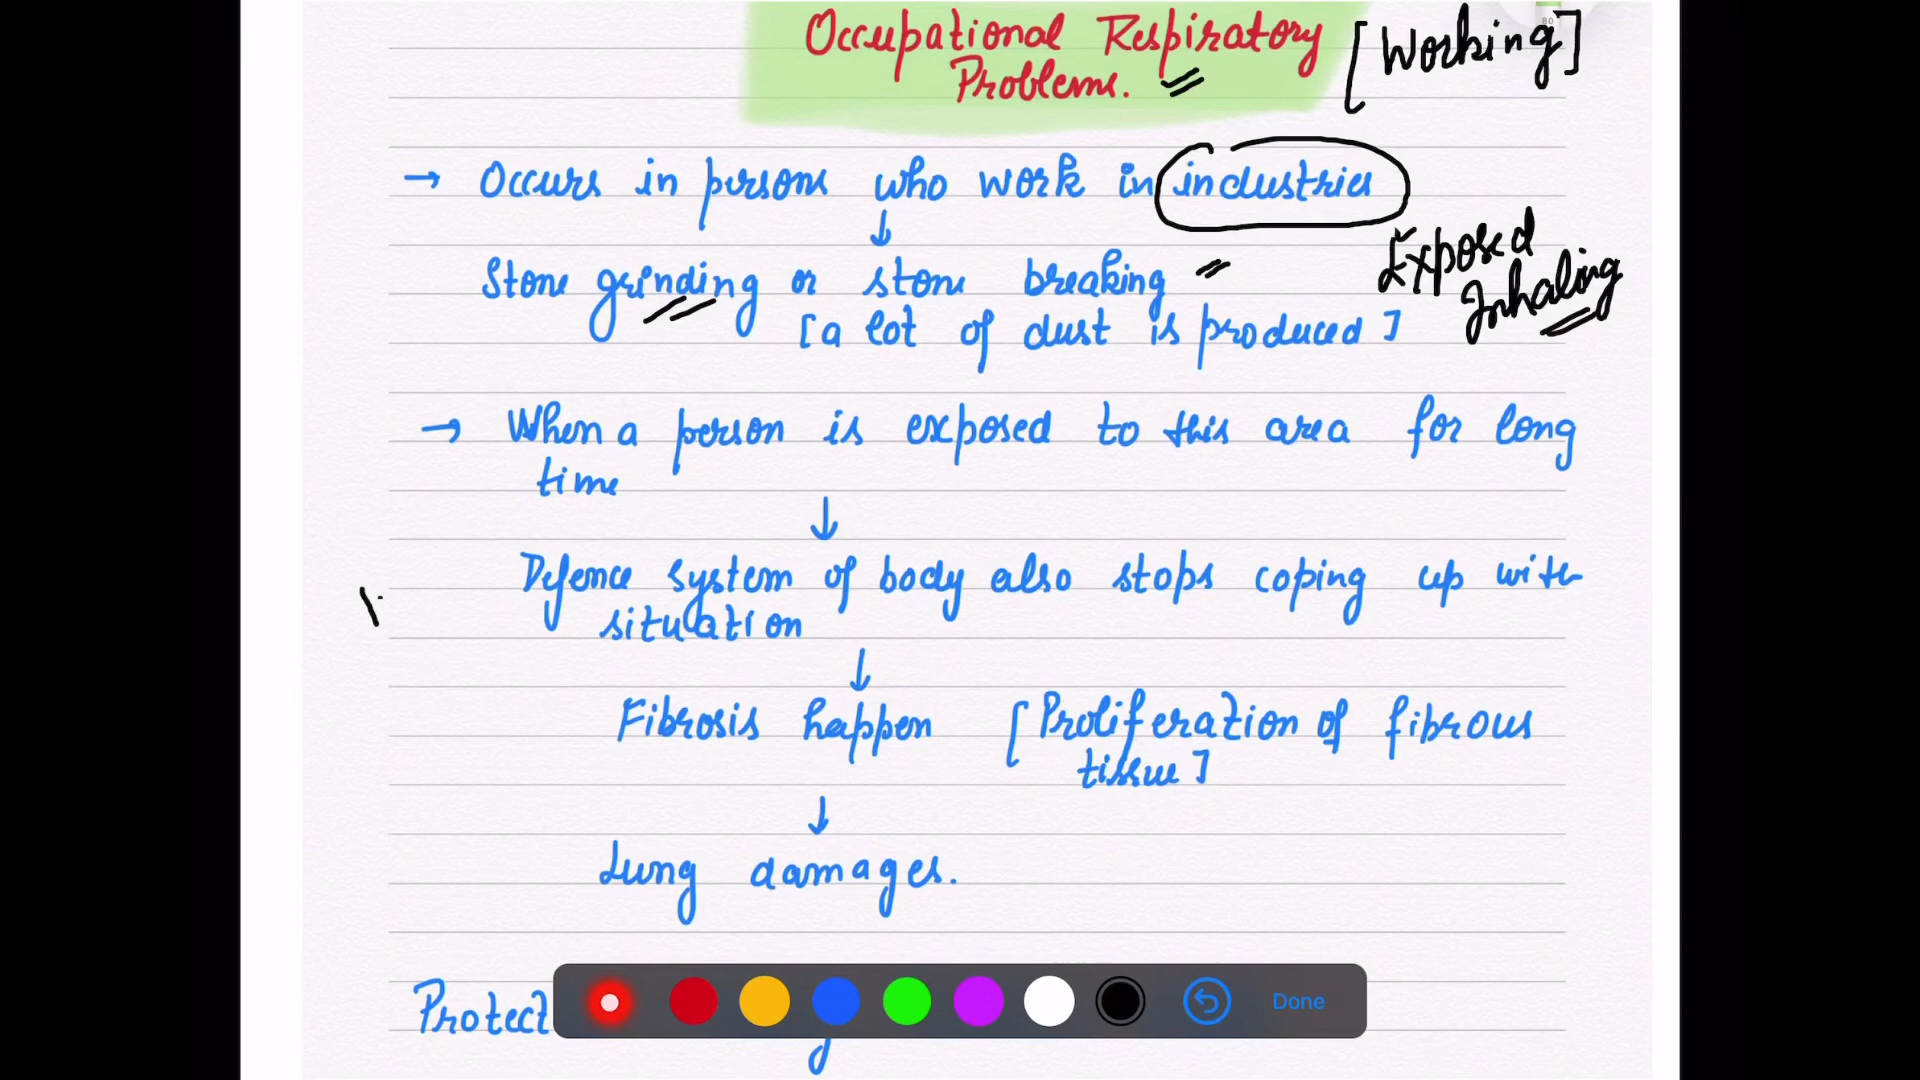 Occupational Respiratory [Working]
Problems.
→ Occurs in persons who work in industries
↓
Exposed
Inhaling
Stone grinding or stone breaking
[a lot of dust is produced]
→ When a person is exposed to this area for long
time
↓
Defence system of body also stops coping up with
situation
↓
Fibrosis happen [Proliferation of fibrous
tissue]
↓
Lung damages.
Protect
Done